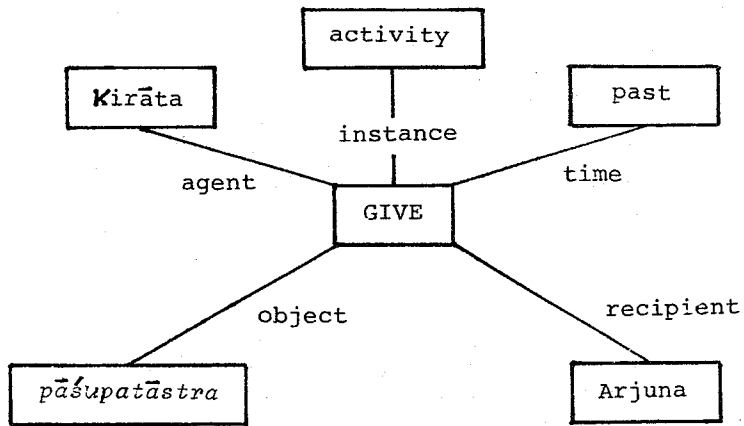 activity
Kirāta
past
instance
agent
time
GIVE
object
recipient
pāśupatāstra
Arjuna